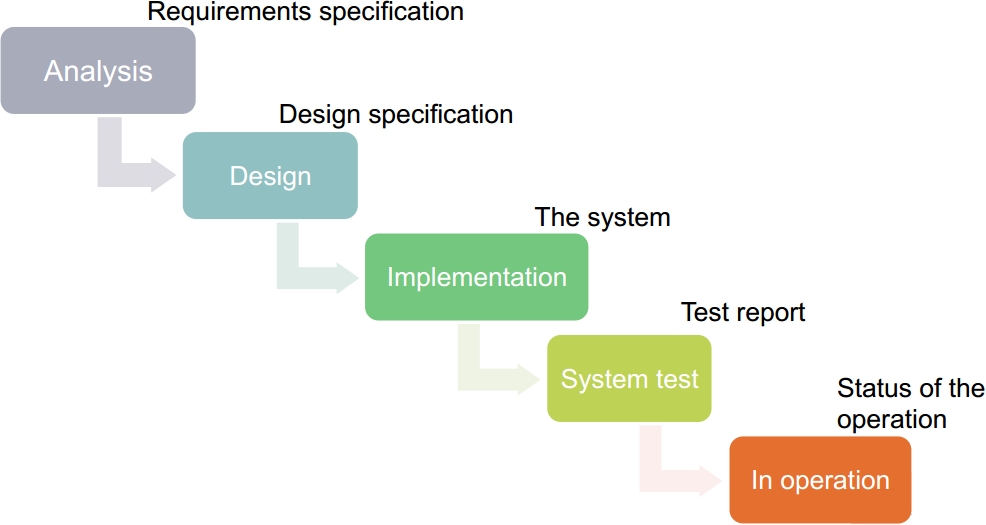 Requirements specification
Analysis
Design specification
Design
The system
Implementation
Test report
System test
Status of the
operation
In operation